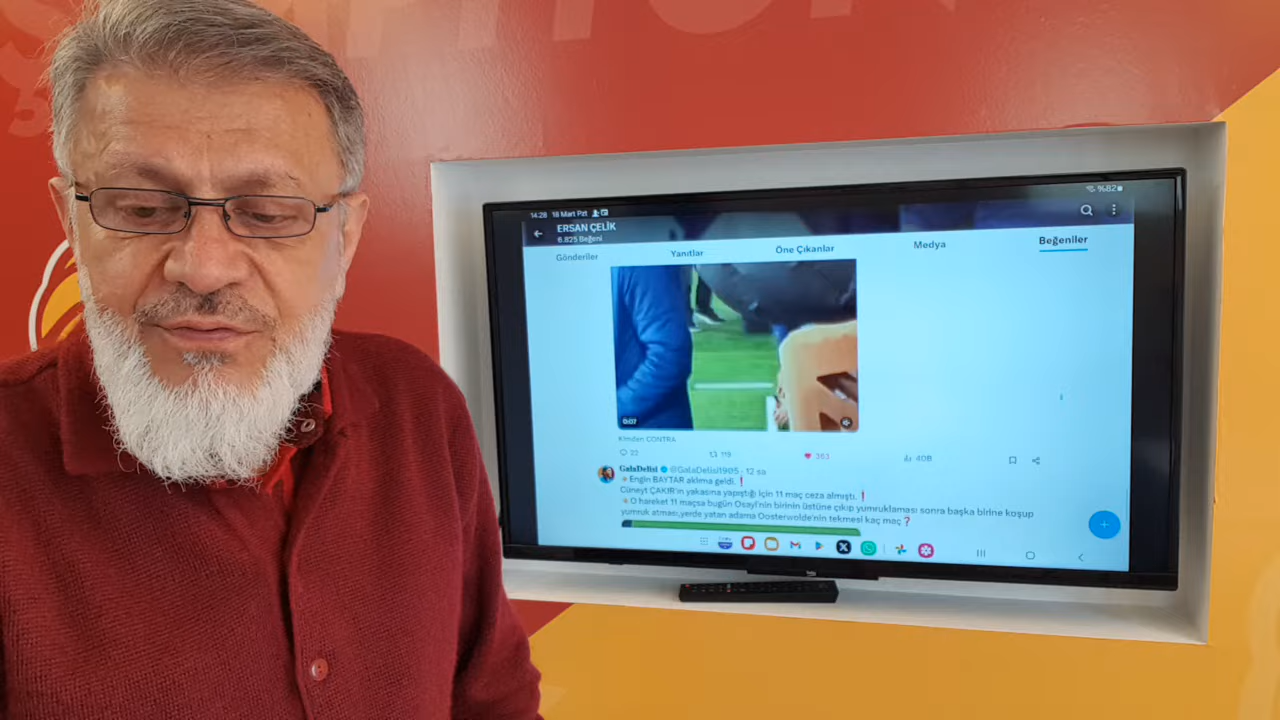 14:28 18 Mart Pzt
%82
ERSAN ÇELİK
6.825 Beğeni
Gönderiler Yanıtlar Öne Çıkanlar Medya Beğeniler
0:07
Kimden CONTRA
22 119 363 40B
GalaDelisi @GalaDelisi1905 · 12 sa
Engin BAYTAR aklıma geldi.❗
Cüneyt ÇAKIR'ın yakasına yapıştığı için 11 maç ceza almıştı.❗
O hareket 11 maçsa bugün Osayi'nin birinin üstüne çıkıp yumruklaması sonra başka birine koşup
yumruk atması,yerde yatan adama Oosterwolde'nin tekmesi kaç maç❓